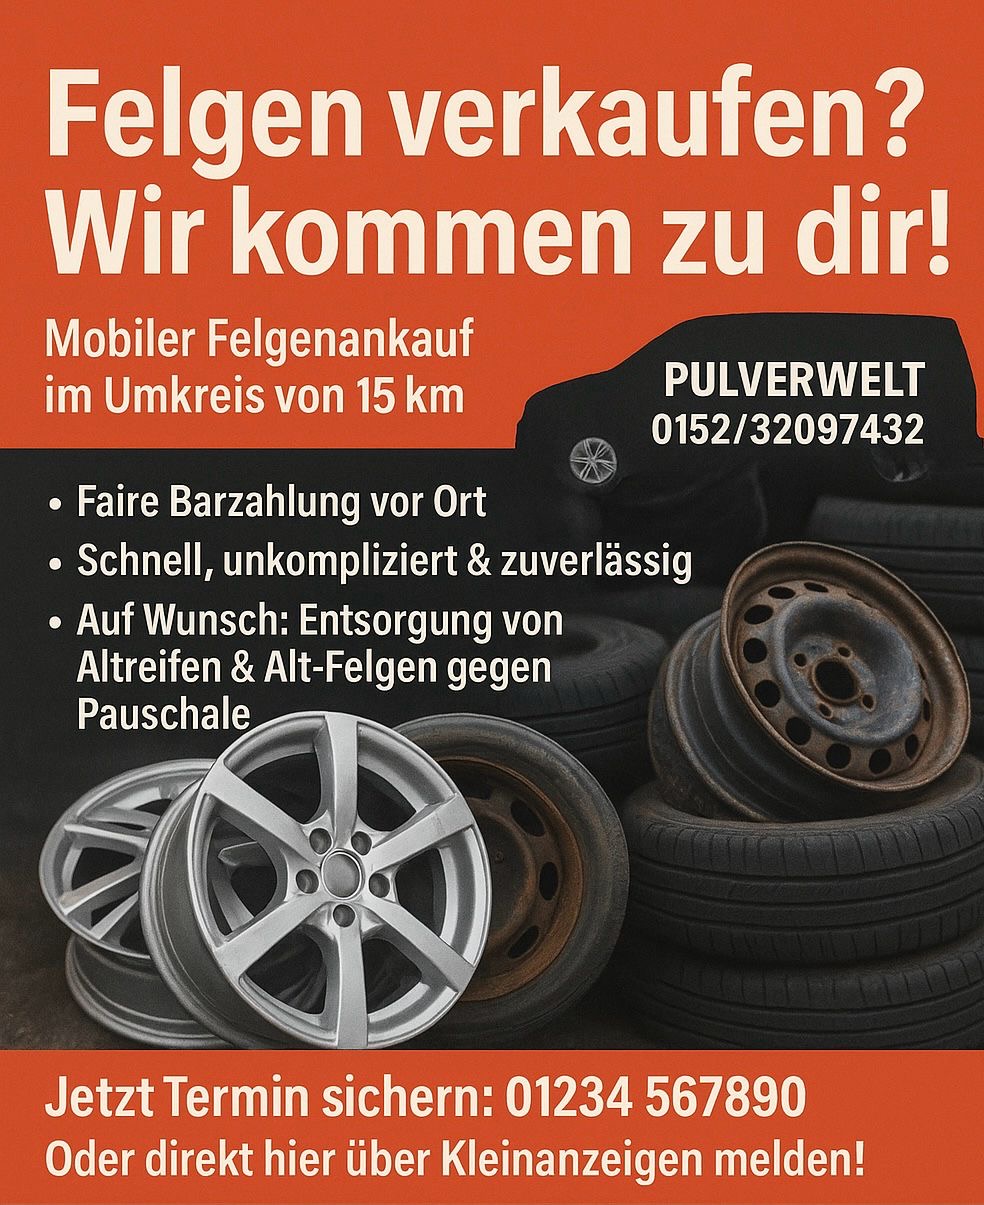 Felgen verkaufen?
Wir kommen zu dir!
Mobiler Felgenankauf
im Umkreis von 15 km
PULVERWELT
0152/32097432
• Faire Barzahlung vor Ort
• Schnell, unkompliziert & zuverlässig
• Auf Wunsch: Entsorgung von
Altreifen & Alt-Felgen gegen
Pauschale
Jetzt Termin sichern: 01234 567890
Oder direkt hier über Kleinanzeigen melden!